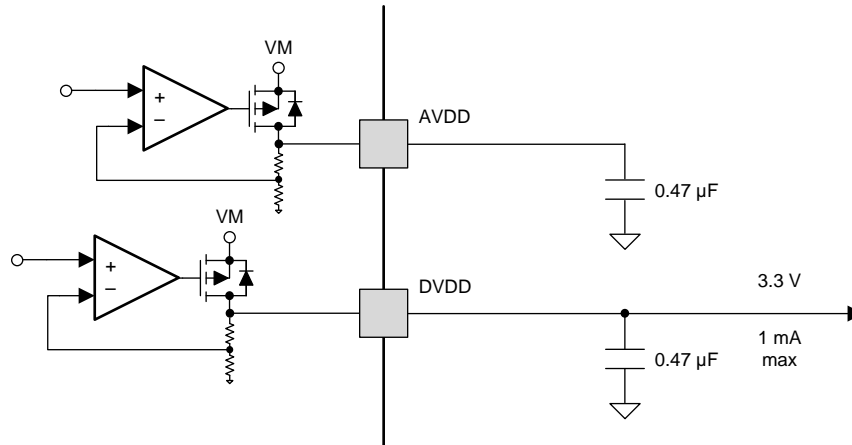 VM
+
−
AVDD
0.47 µF
VM
+
−
DVDD
3.3 V
0.47 µF
1 mA
max